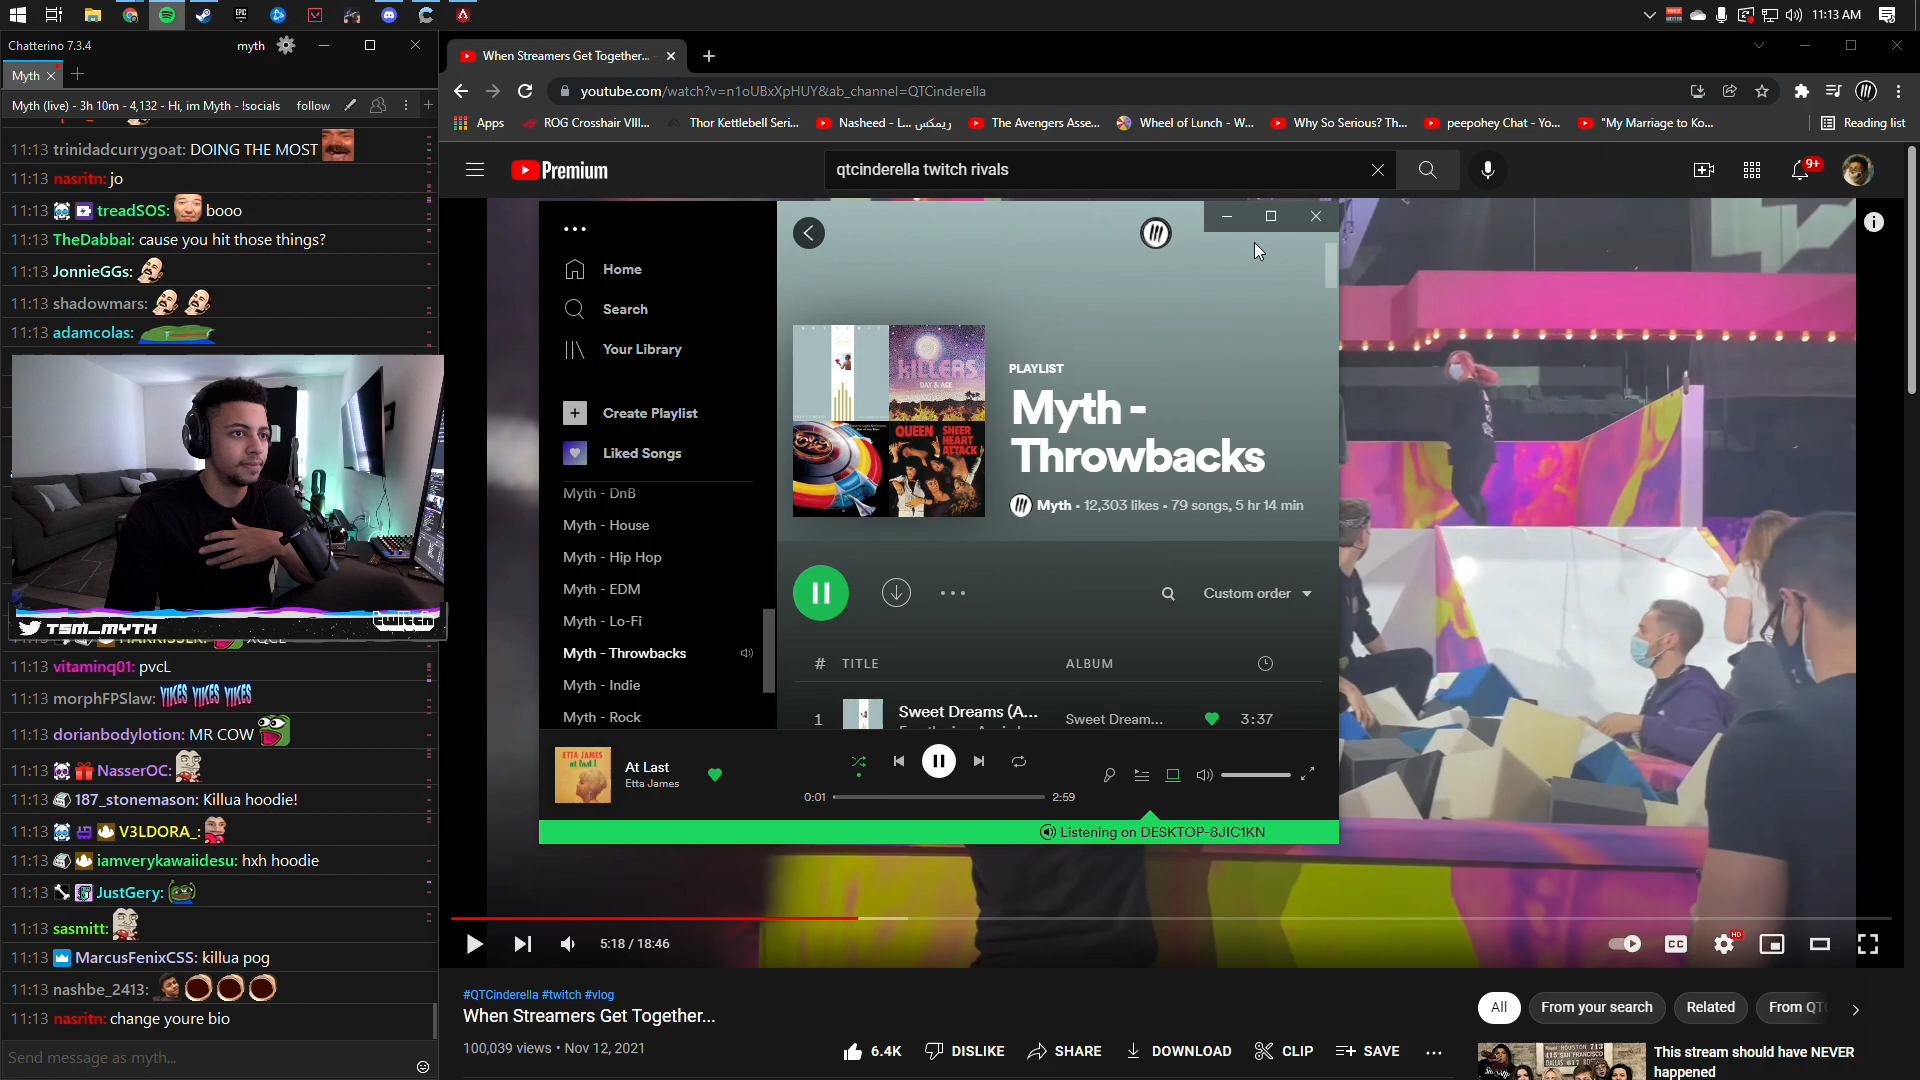 11:13 AM
Chatterino 7.3.4
myth
Myth
Myth (live) - 3h 10m - 4,132 - Hi, im Myth - !socials
follow
11:13 trinidadcurrygoat: DOING THE MOST
11:13 nasritn: jo
11:13 treadSOS: booo
11:13 TheDabbai: cause you hit those things?
11:13 JonnieGGs:
11:13 shadowmars:
11:13 adamcolas:
TSM_MYTH
twitch
11:13 vitaminq01: pvcL
11:13 morphFPSlaw: YIKES YIKES YIKES
11:13 dorianbodylotion: MR COW
11:13 NasserOC:
11:13 187_stonemason: Killua hoodie!
11:13 V3LDORA_:
11:13 iamverykawaiidesu: hxh hoodie
11:13 JustGery:
11:13 sasmitt:
11:13 MarcusFenixCSS: killua pog
11:13 nashbe_2413:
11:13 nasritn: change youre bio
Send message as myth...
When Streamers Get Together...
youtube.com/watch?v=n1oUBxXpHUY&ab_channel=QTCinderella
Apps
ROG Crosshair VIII...
Thor Kettlebell Seri...
Nasheed - L... ريمكس
The Avengers Asse...
Wheel of Lunch - W...
Why So Serious? Th...
peepohey Chat - Yo...
"My Marriage to Ko...
Reading list
Premium
qtcinderella twitch rivals
9+
Home
Search
Your Library
Create Playlist
Liked Songs
Myth - DnB
Myth - House
Myth - Hip Hop
Myth - EDM
Myth - Lo-Fi
Myth - Throwbacks
Myth - Indie
Myth - Rock
KILLERS
DAY & AGE
QUEEN
SHEER
HEART
ATTACK
PLAYLIST
Myth -
Throwbacks
Myth • 12,303 likes • 79 songs, 5 hr 14 min
Custom order
# TITLE
ALBUM
1
Sweet Dreams (A...
Sweet Dream...
3:37
ETTA JAMES
at last!
At Last
Etta James
0:01
2:59
Listening on DESKTOP-8JIC1KN
5:18 / 18:46
CC
HD
#QTCinderella #twitch #vlog
When Streamers Get Together...
100,039 views • Nov 12, 2021
6.4K
DISLIKE
SHARE
DOWNLOAD
CLIP
SAVE
All
From your search
Related
From QT
This stream should have NEVER
happened